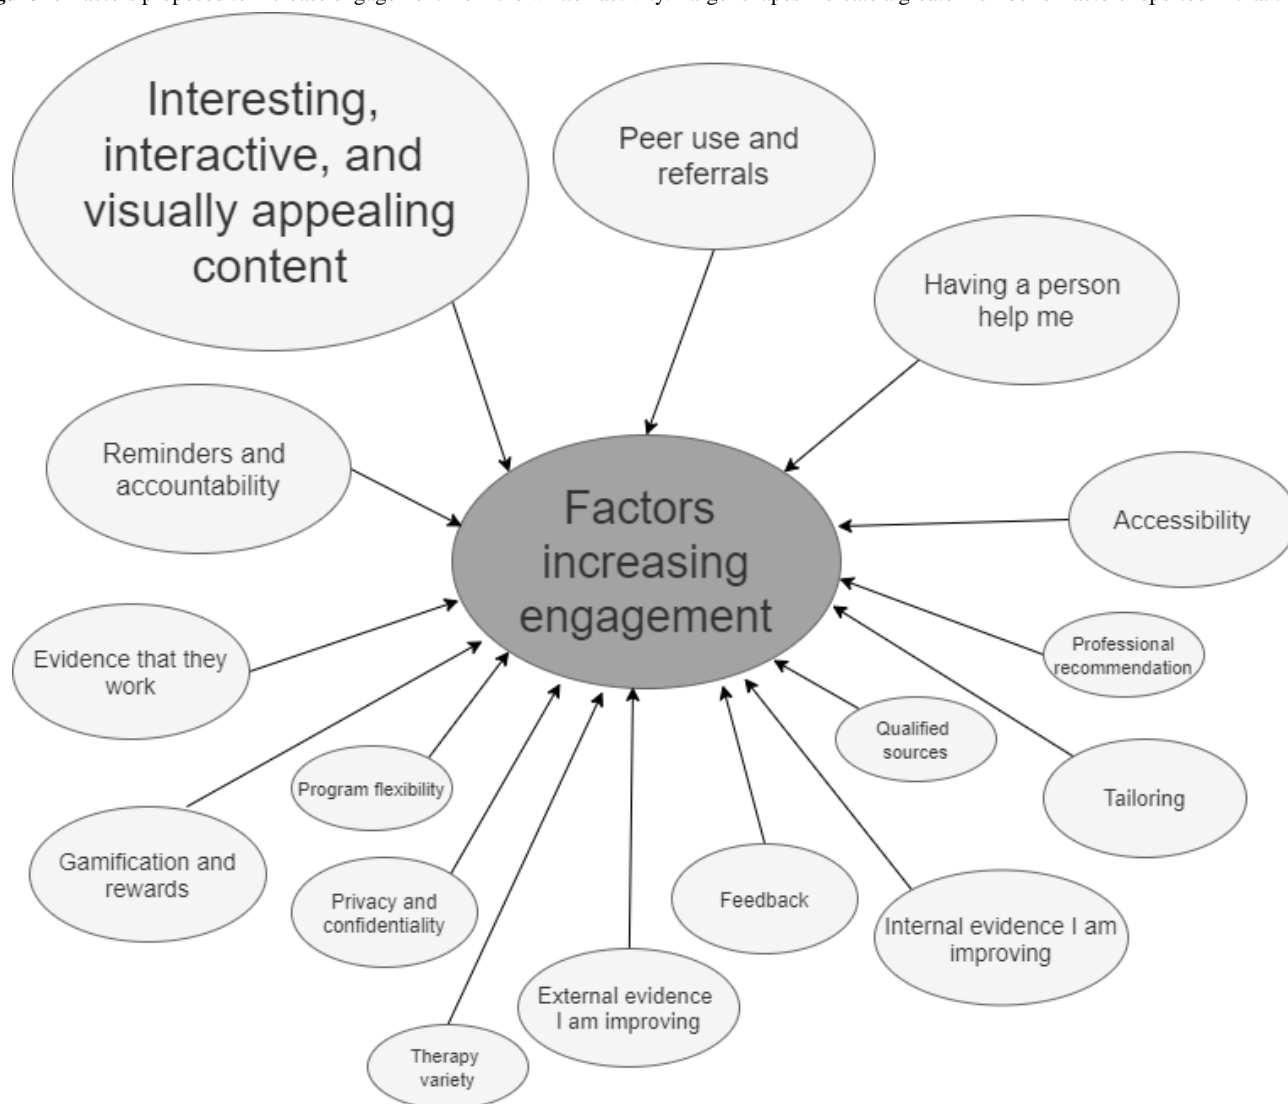 Interesting,
interactive, and
visually appealing
content
Peer use and
referrals
Having a person
help me
Reminders and
accountability
Factors
increasing
engagement
Accessibility
Evidence that they
work
Professional
recommendation
Qualified
sources
Program flexibility
Tailoring
Gamification and
rewards
Privacy and
confidentiality
Feedback
Internal evidence I am
improving
External evidence
I am improving
Therapy
variety